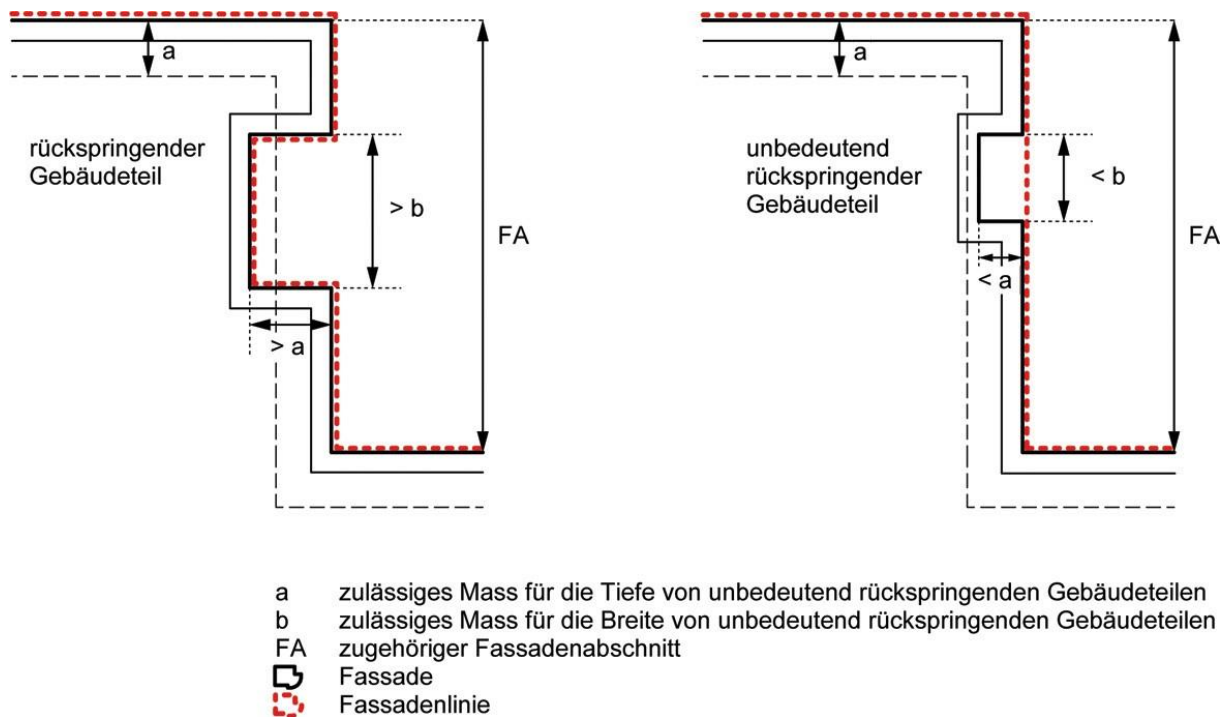 a
rückspringender
Gebäudeteil
> b
FA
> a
a
unbedeutend
rückspringender
Gebäudeteil
< b
FA
< a
a zulässiges Mass für die Tiefe von unbedeutend rückspringenden Gebäudeteilen
b zulässiges Mass für die Breite von unbedeutend rückspringenden Gebäudeteilen
FA zugehöriger Fassadenabschnitt
Fassade
Fassadenlinie